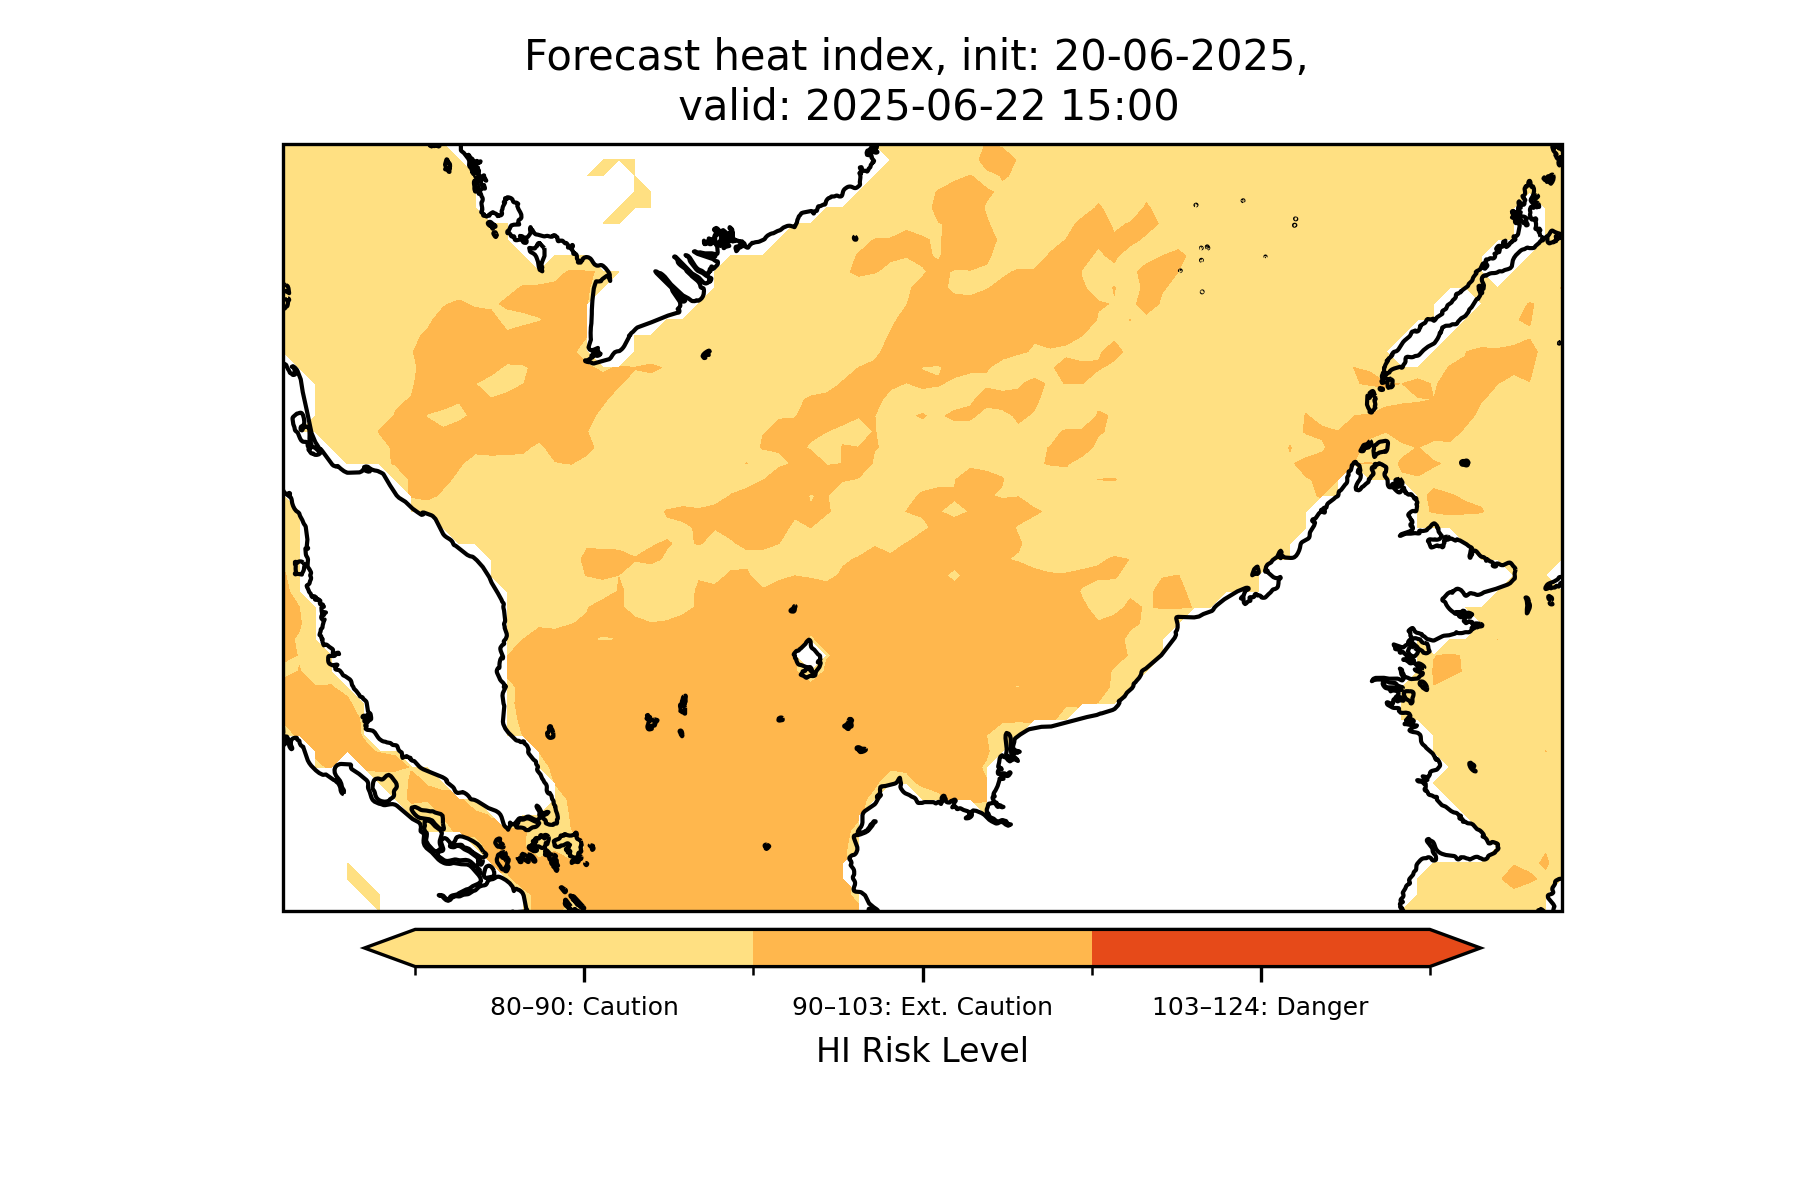 Forecast heat index, init: 20-06-2025,
valid: 2025-06-22 15:00
80–90: Caution
90–103: Ext. Caution
103–124: Danger
HI Risk Level